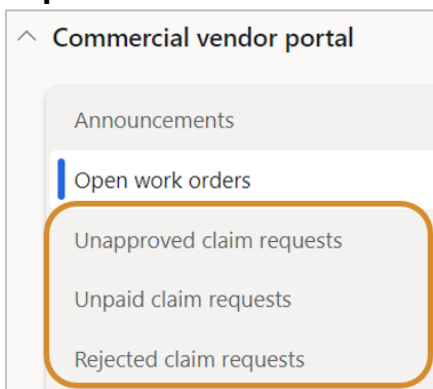 Commercial vendor portal
Announcements
Open work orders
Unapproved claim requests
Unpaid claim requests
Rejected claim requests